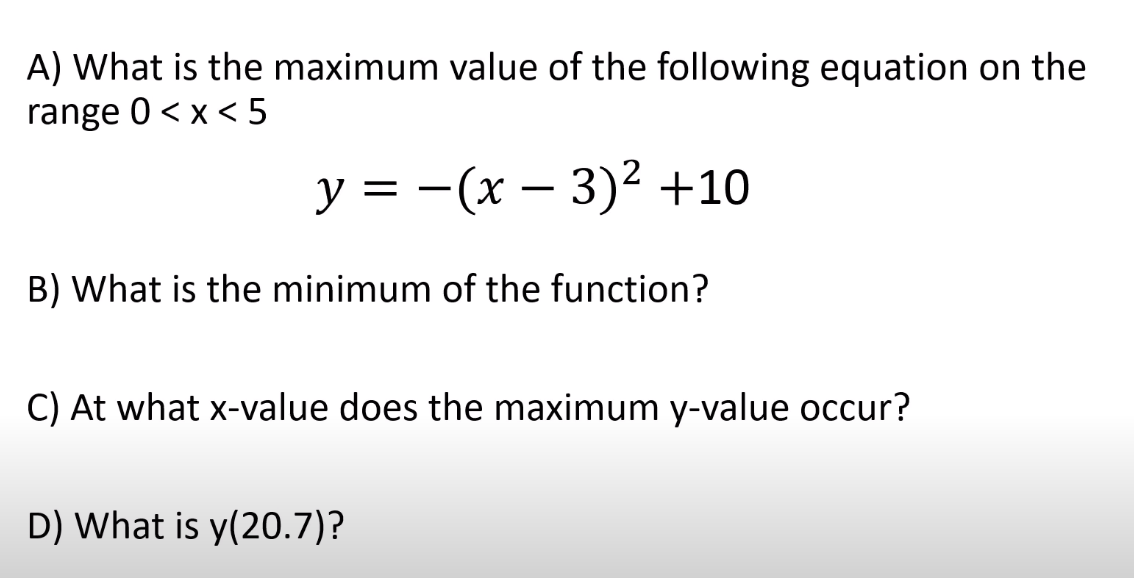 A) What is the maximum value of the following equation on the
range 0 < x < 5
y = −(x − 3)² +10
B) What is the minimum of the function?
C) At what x-value does the maximum y-value occur?
D) What is y(20.7)?